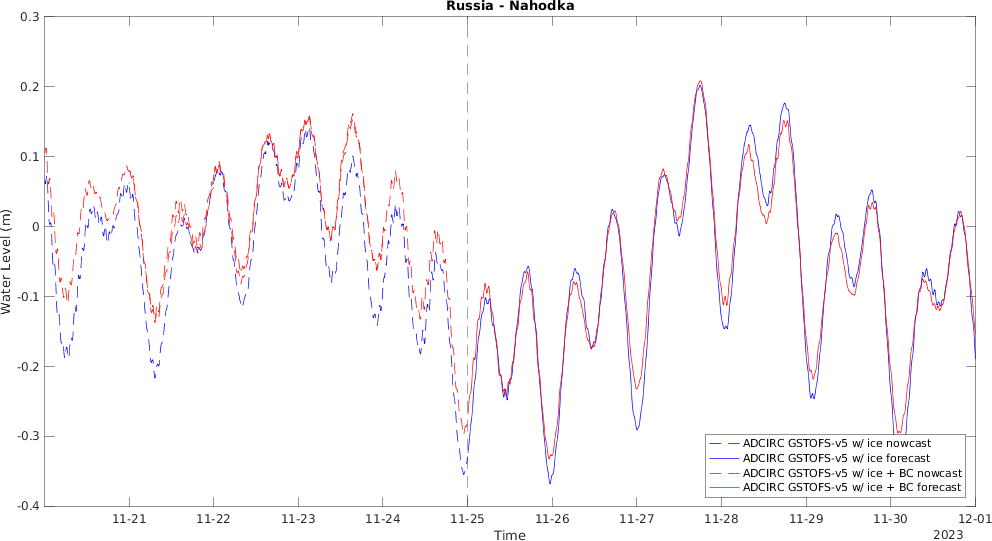 Russia - Nahodka
0.3
0.2
0.1
0
-0.1
-0.2
-0.3
-0.4
Water Level (m)
ADCIRC GSTOFS-v5 w/ ice nowcast
ADCIRC GSTOFS-v5 w/ ice forecast
ADCIRC GSTOFS-v5 w/ ice + BC nowcast
ADCIRC GSTOFS-v5 w/ ice + BC forecast
11-21 11-22 11-23 11-24 11-25 11-26 11-27 11-28 11-29 11-30 12-01
Time
2023